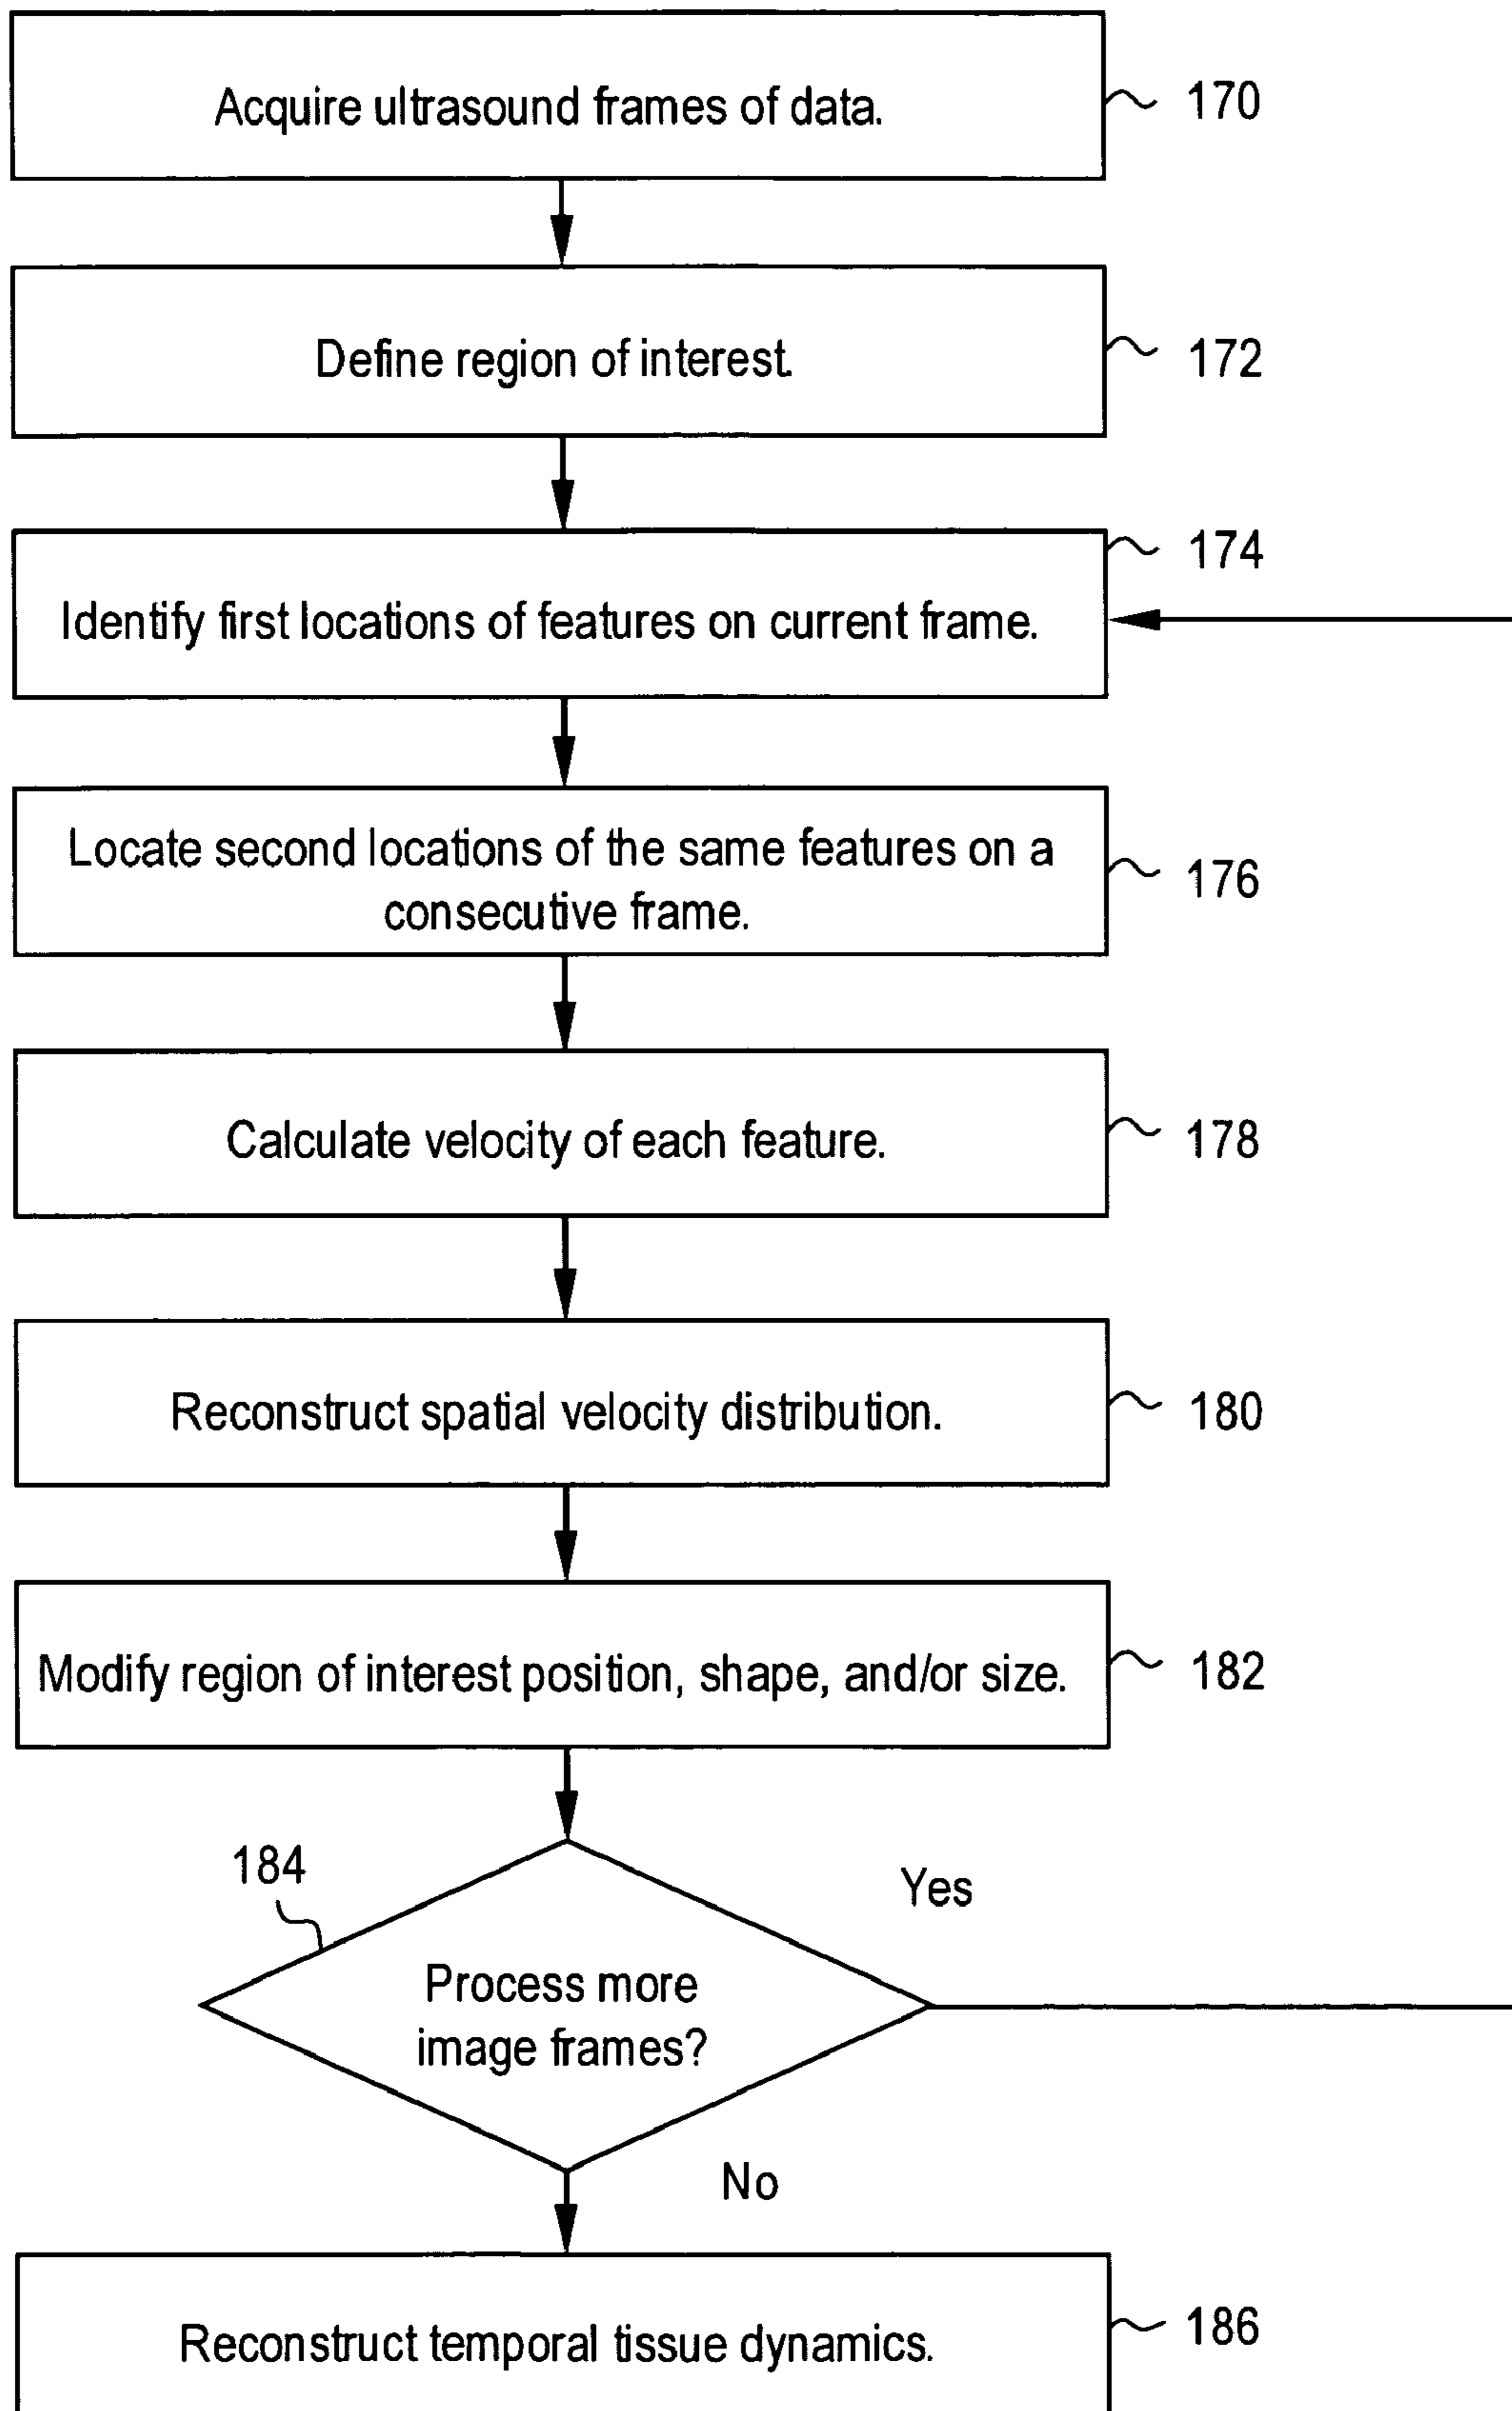 Acquire ultrasound frames of data.
170
Define region of interest.
172
174
Identify first locations of features on current frame.
Locate second locations of the same features on a
consecutive frame.
176
Calculate velocity of each feature.
178
Reconstruct spatial velocity distribution.
180
Modify region of interest position, shape, and/or size.
182
184
Yes
Process more
image frames?
No
Reconstruct temporal tissue dynamics.
186